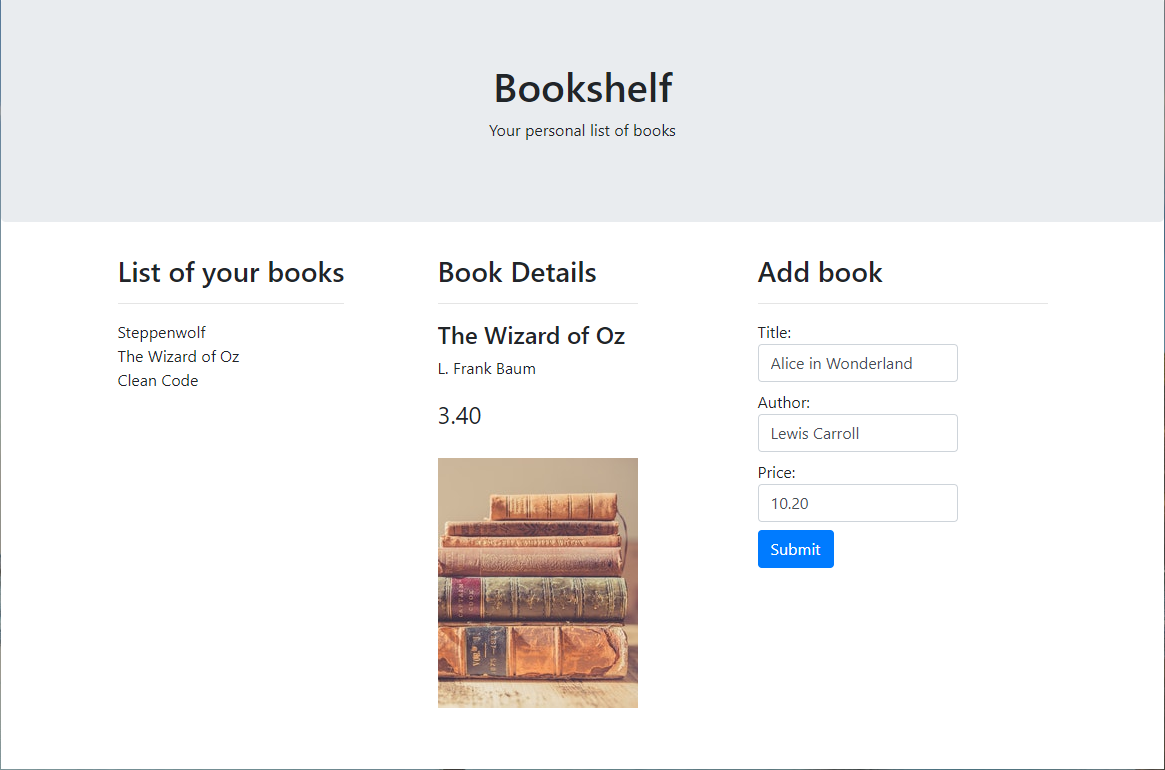 Bookshelf
Your personal list of books
List of your books
Steppenwolf
The Wizard of Oz
Clean Code
Book Details
The Wizard of Oz
L. Frank Baum
3.40
Add book
Title:
Alice in Wonderland
Author:
Lewis Carroll
Price:
10.20
Submit